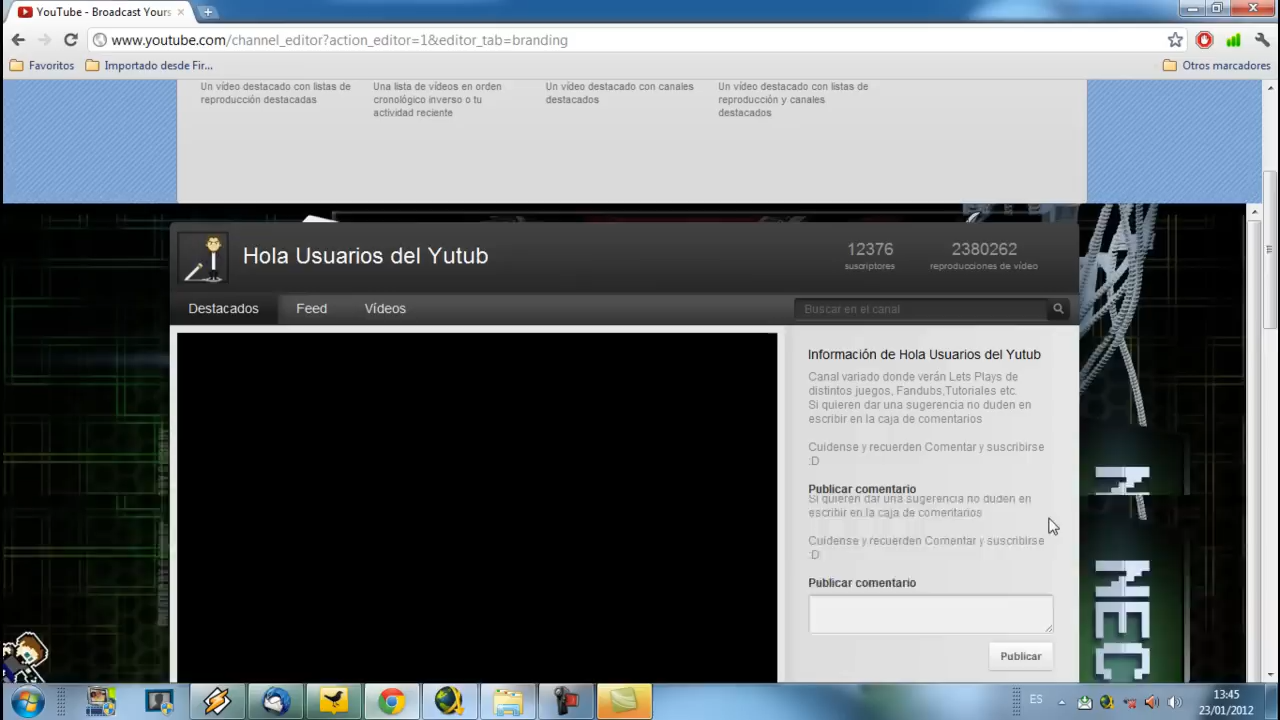 YouTube - Broadcast Yours
www.youtube.com/channel_editor?action_editor=1&editor_tab=branding
Favoritos
Importado desde Fir...
Otros marcadores
Un vídeo destacado con listas de
reproducción destacadas
Una lista de vídeos en orden
cronológico inverso o tu
actividad reciente
Un vídeo destacado con canales
destacados
Un vídeo destacado con listas de
reproducción y canales
destacados
Hola Usuarios del Yutub
12376
suscriptores
2380262
reproducciones de vídeo
Destacados
Feed
Vídeos
Buscar en el canal
Información de Hola Usuarios del Yutub
Canal variado donde verán Lets Plays de
distintos juegos, Fandubs,Tutoriales etc.
Si quieren dar una sugerencia no duden en
escribir en la caja de comentarios
Cuidense y recuerden Comentar y suscribirse
:D
Publicar comentario
Si quieren dar una sugerencia no duden en
escribir en la caja de comentarios
Cuidense y recuerden Comentar y suscribirse
:D
Publicar comentario
Publicar
NEC
ES
13:45
23/01/2012